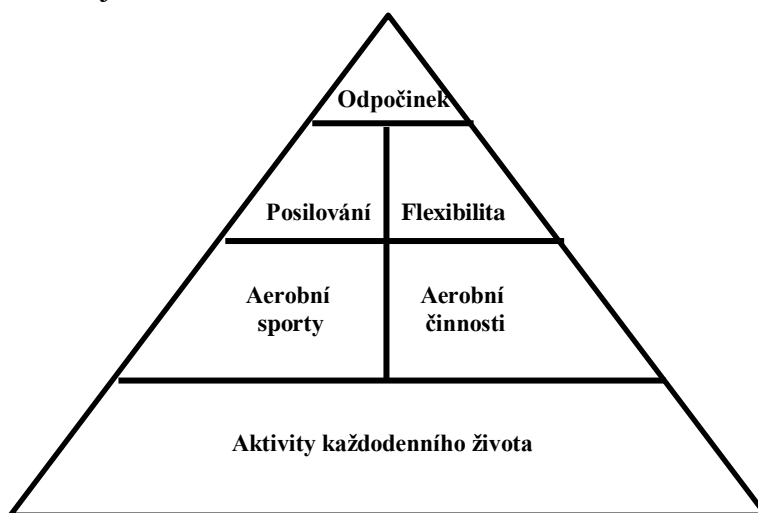 Odpočinek
Posilování
Flexibilita
Aerobní
sporty
Aerobní
činnosti
Aktivity každodenního života